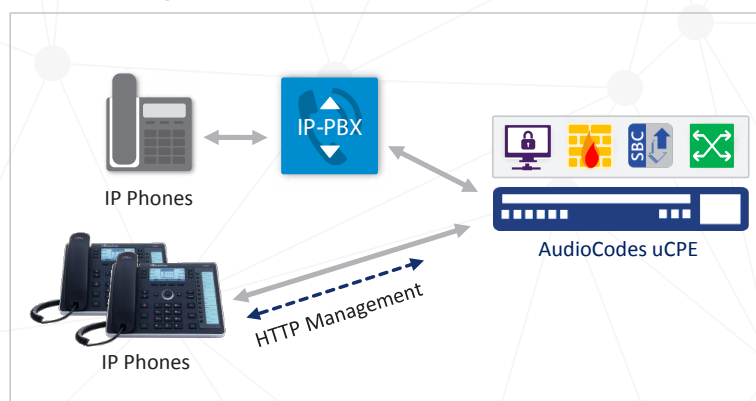 IP-PBX
SBC
IP Phones
AudioCodes uCPE
HTTP Management
IP Phones